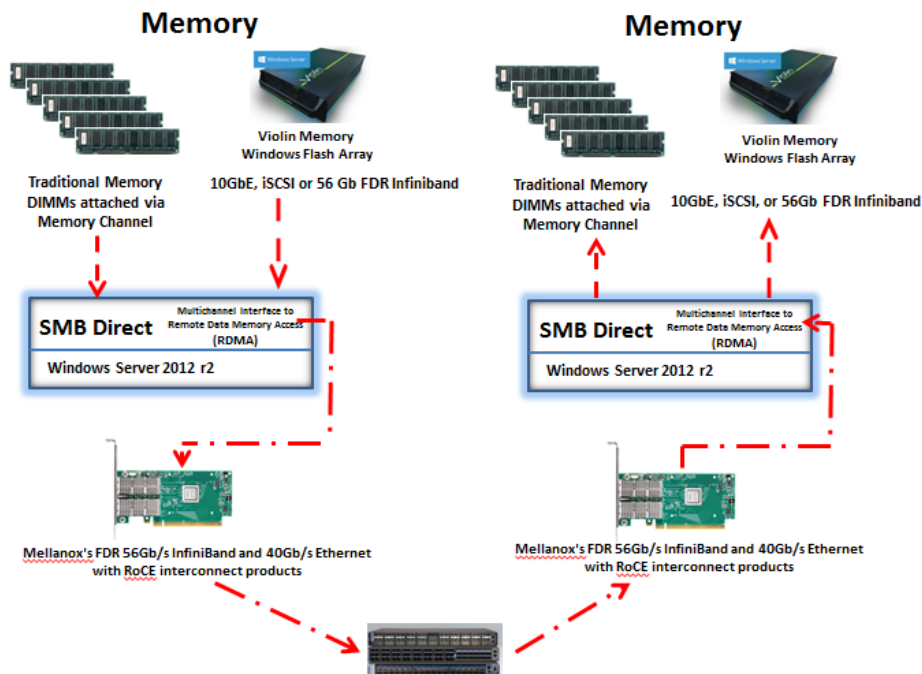 Memory
Windows Server
Violin Memory
Windows Flash Array
Traditional Memory
DIMMs attached via
Memory Channel
10GbE, iSCSI or 56 Gb FDR Infiniband
SMB Direct
Multichannel Interface to
Remote Data Memory Access
(RDMA)
Windows Server 2012 r2
Mellanox's FDR 56Gb/s InfiniBand and 40Gb/s Ethernet
with RoCE interconnect products
Memory
Windows Server
Violin Memory
Windows Flash Array
Traditional Memory
DIMMs attached via
Memory Channel
10GbE, iSCSI, or 56Gb FDR Infiniband
SMB Direct
Multichannel Interface to
Remote Data Memory Access
(RDMA)
Windows Server 2012 r2
Mellanox's FDR 56Gb/s InfiniBand and 40Gb/s Ethernet
with RoCE interconnect products